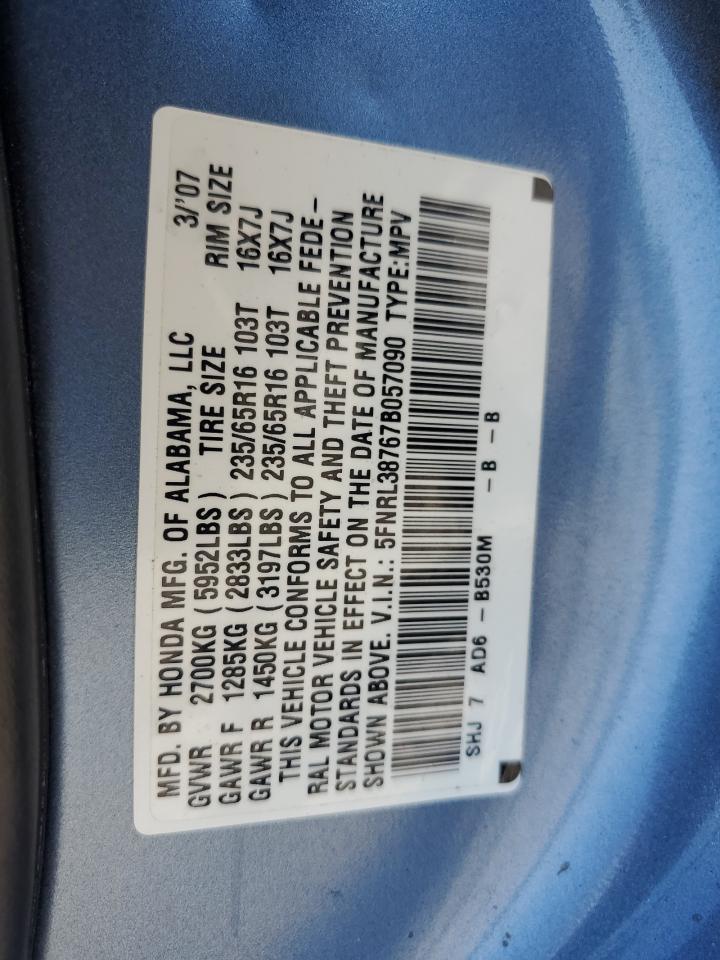 MFD. BY HONDA MFG. OF ALABAMA, LLC 3/'07
GVWR 2700KG (5952LBS) TIRE SIZE RIM SIZE
GAWR F 1285KG (2833LBS) 235/65R16 103T 16X7J
GAWR R 1450KG (3197LBS) 235/65R16 103T 16X7J
THIS VEHICLE CONFORMS TO ALL APPLICABLE FEDE-
RAL MOTOR VEHICLE SAFETY AND THEFT PREVENTION
STANDARDS IN EFFECT ON THE DATE OF MANUFACTURE
SHOWN ABOVE. V.I.N.: 5FNRL38767B057090 TYPE:MPV
SHJ 7 AD6 - B530M - B - B